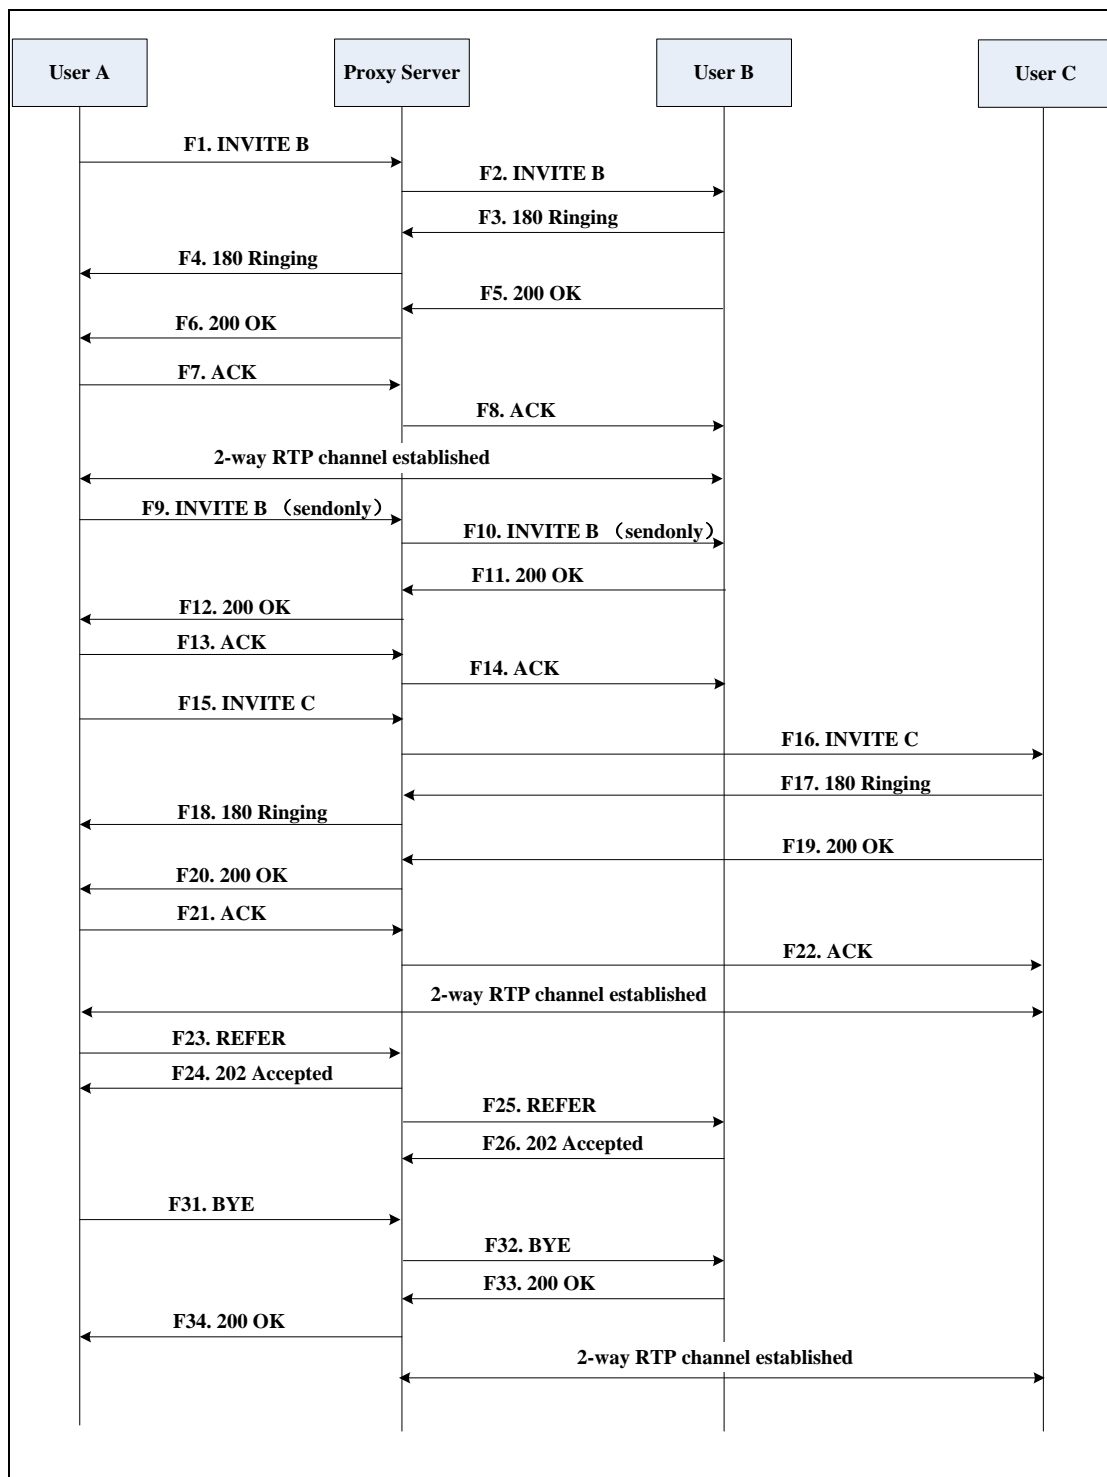 User A
Proxy Server
User B
User C
F1. INVITE B
F2. INVITE B
F3. 180 Ringing
F4. 180 Ringing
F5. 200 OK
F6. 200 OK
F7. ACK
F8. ACK
2-way RTP channel established
F9. INVITE B （sendonly）
F10. INVITE B （sendonly）
F11. 200 OK
F12. 200 OK
F13. ACK
F14. ACK
F15. INVITE C
F16. INVITE C
F17. 180 Ringing
F18. 180 Ringing
F19. 200 OK
F20. 200 OK
F21. ACK
F22. ACK
2-way RTP channel established
F23. REFER
F24. 202 Accepted
F25. REFER
F26. 202 Accepted
F31. BYE
F32. BYE
F33. 200 OK
F34. 200 OK
2-way RTP channel established